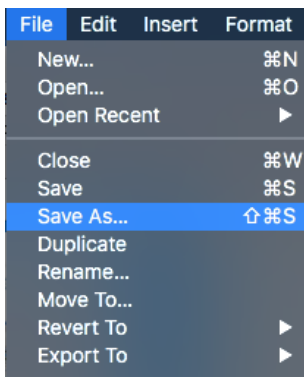 File Edit Insert Format
New... ⌘N
Open... ⌘O
Open Recent ▶
Close ⌘W
Save ⌘S
Save As... ⇧⌘S
Duplicate
Rename...
Move To...
Revert To ▶
Export To ▶